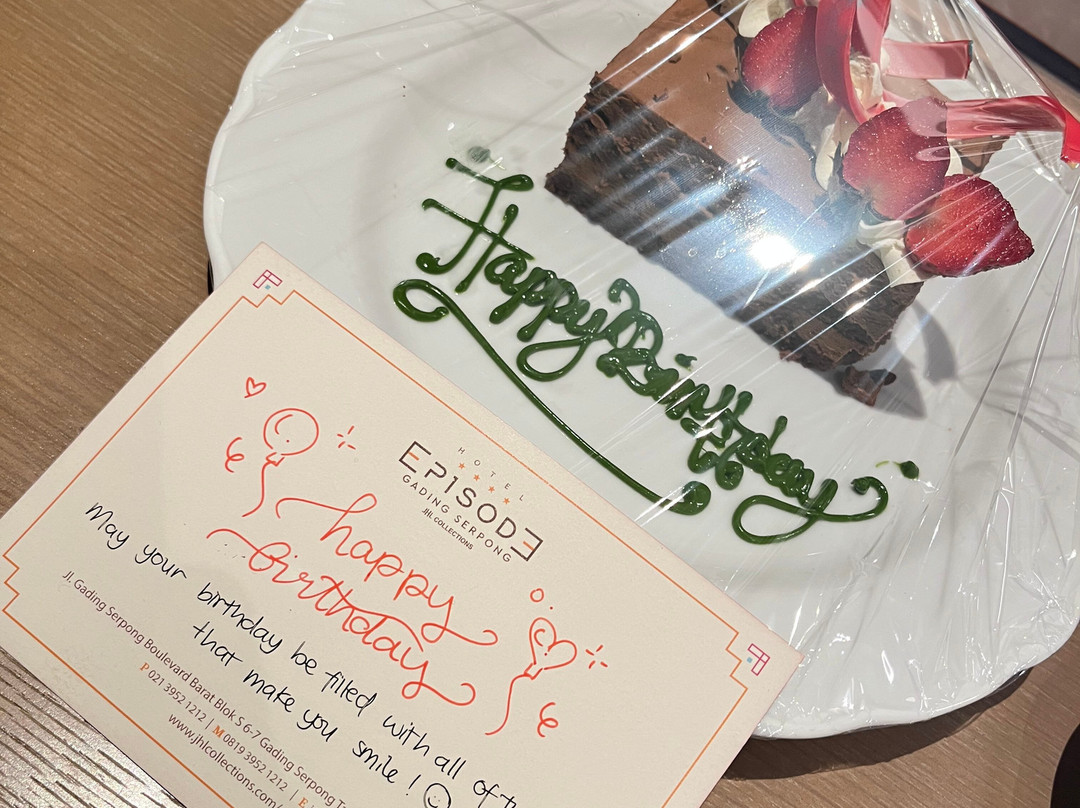 Happy Birthday
HOTEL
EPISODE
GADING SERPONG
JHL COLLECTIONS
happy
birthday
May your birthday be filled with all of
that make you smile!
Jl. Gading Serpong Boulevard Barat Blok S 6-7 Gading Serpong
P 021 3952 1212 | M 0819 3952 1212 | E
www.jhlcollections.com/